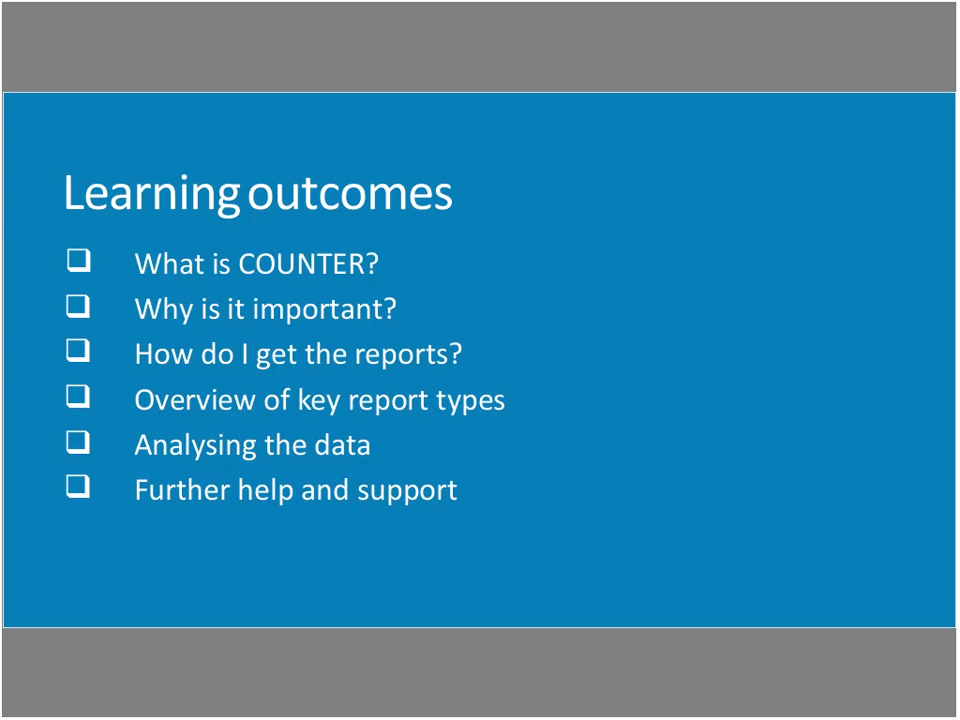 Learning outcomes
What is COUNTER?
Why is it important?
How do I get the reports?
Overview of key report types
Analysing the data
Further help and support